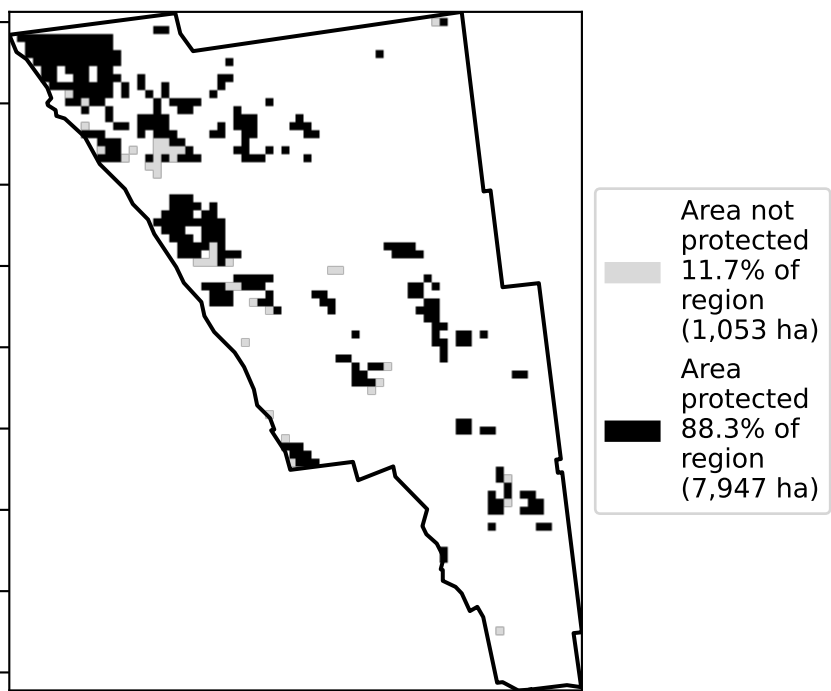 Area not
protected
11.7% of
region
(1,053 ha)
Area
protected
88.3% of
region
(7,947 ha)